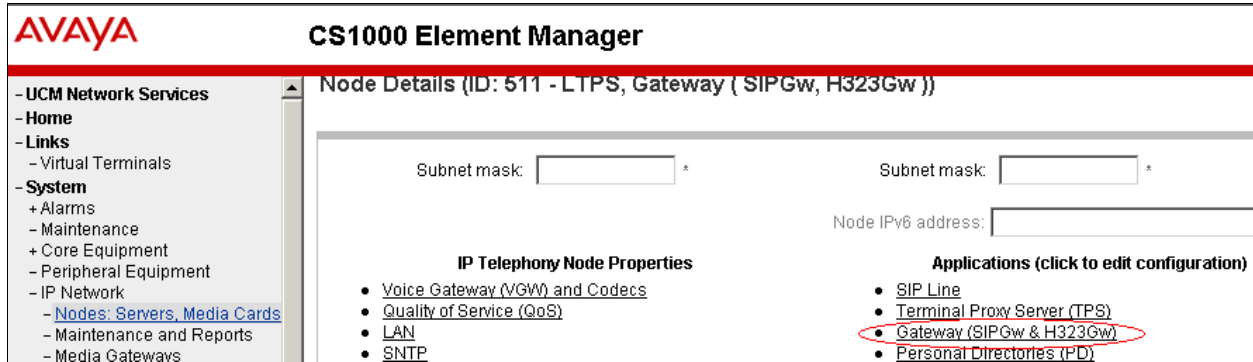 AVAYA
CS1000 Element Manager
- UCM Network Services
- Home
- Links
- Virtual Terminals
- System
+ Alarms
- Maintenance
+ Core Equipment
- Peripheral Equipment
- IP Network
- Nodes: Servers, Media Cards
- Maintenance and Reports
- Media Gateways
Node Details (ID: 511 - LTPS, Gateway ( SIPGw, H323Gw ))
Subnet mask: *
Subnet mask: *
Node IPv6 address:
IP Telephony Node Properties
• Voice Gateway (VGW) and Codecs
• Quality of Service (QoS)
• LAN
• SNTP
Applications (click to edit configuration)
• SIP Line
• Terminal Proxy Server (TPS)
• Gateway (SIPGw & H323Gw)
• Personal Directories (PD)